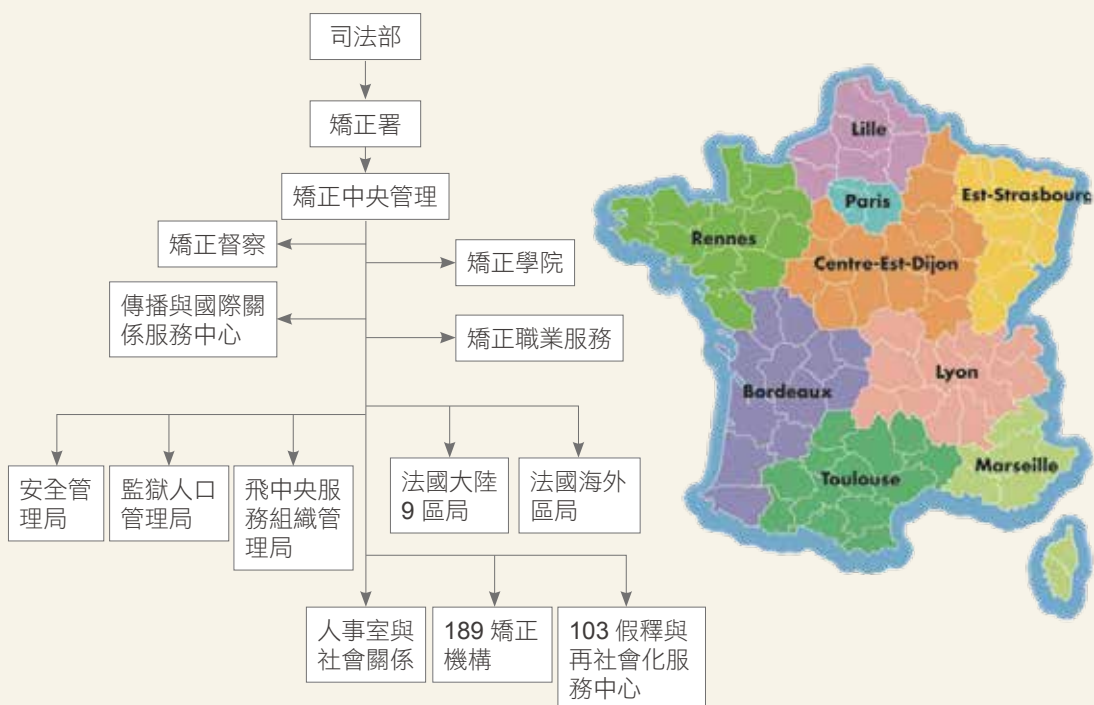 司法部
矯正署
矯正中央管理
矯正督察
矯正學院
傳播與國際關
係服務中心
矯正職業服務
安全管
理局
監獄人口
管理局
飛中央服
務組織管
理局
法國大陸
9 區局
法國海外
區局
人事室與
社會關係
189 矯正
機構
103 假釋與
再社會化服
務中心
Lille
Paris
Est-Strasbourg
Rennes
Centre-Est-Dijon
Lyon
Bordeaux
Marseille
Toulouse